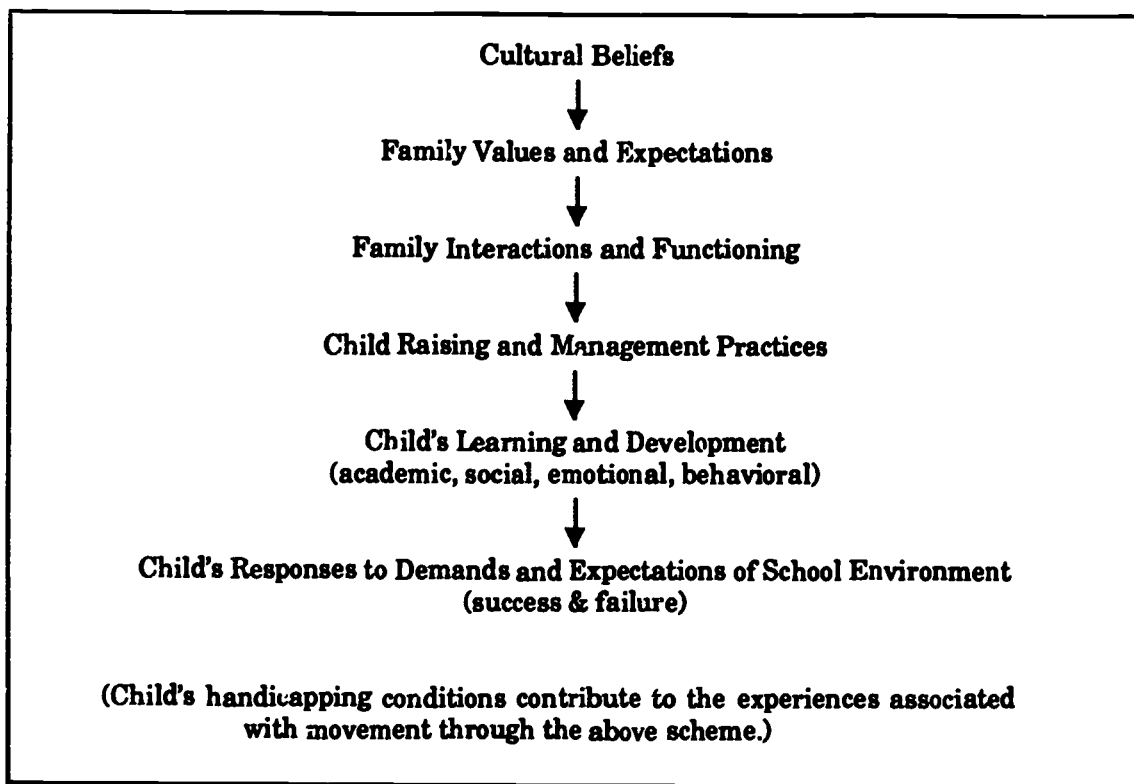 Cultural Beliefs
Family Values and Expectations
Family Interactions and Functioning
Child Raising and Management Practices
Child's Learning and Development
(academic, social, emotional, behavioral)
Child's Responses to Demands and Expectations of School Environment
(success & failure)
(Child's handicapping conditions contribute to the experiences associated
with movement through the above scheme.)